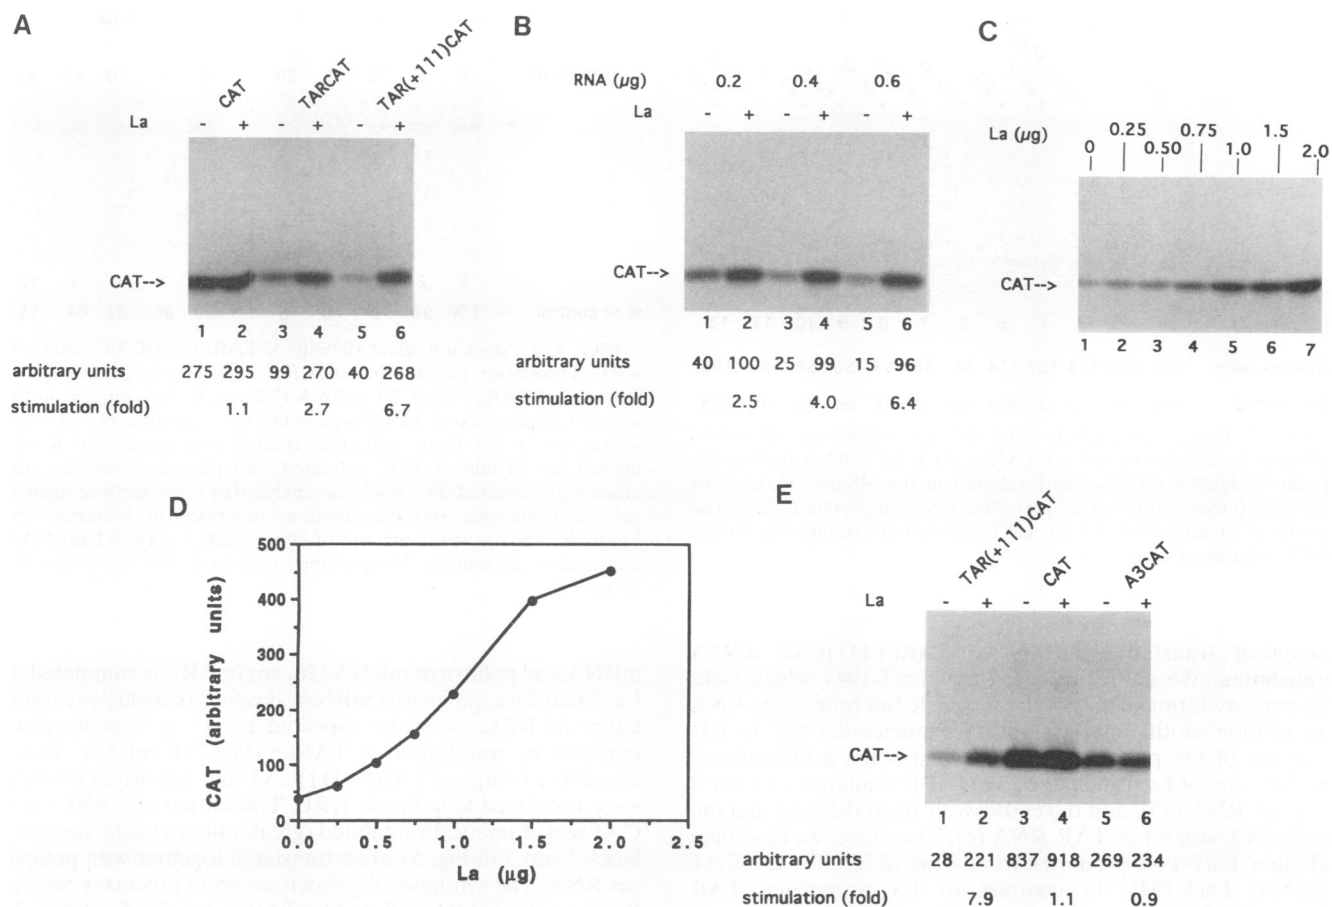 A
CAT TARCAT TAR(+111)CAT
La - + - + - +
CAT-->
1 2 3 4 5 6
arbitrary units 275 295 99 270 40 268
stimulation (fold) 1.1 2.7 6.7
B
RNA (µg) 0.2 0.4 0.6
La - + - + - +
CAT-->
1 2 3 4 5 6
arbitrary units 40 100 25 99 15 96
stimulation (fold) 2.5 4.0 6.4
C
La (µg) 0 0.25 0.50 0.75 1.0 1.5 2.0
CAT-->
1 2 3 4 5 6 7
D
CAT (arbitrary units)
500
400
300
200
100
0
0.0 0.5 1.0 1.5 2.0 2.5
La (µg)
E
TAR(+111)CAT CAT A3CAT
La - + - + - +
CAT-->
1 2 3 4 5 6
arbitrary units 28 221 837 918 269 234
stimulation (fold) 7.9 1.1 0.9